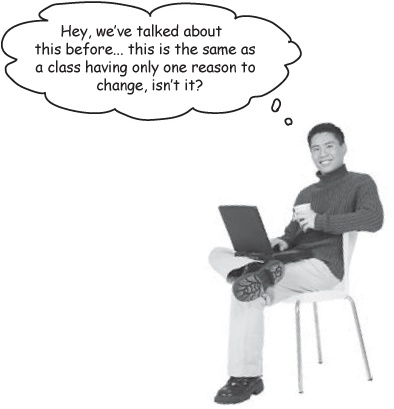 Hey, we've talked about
this before... this is the same as
a class having only one reason to
change, isn't it?